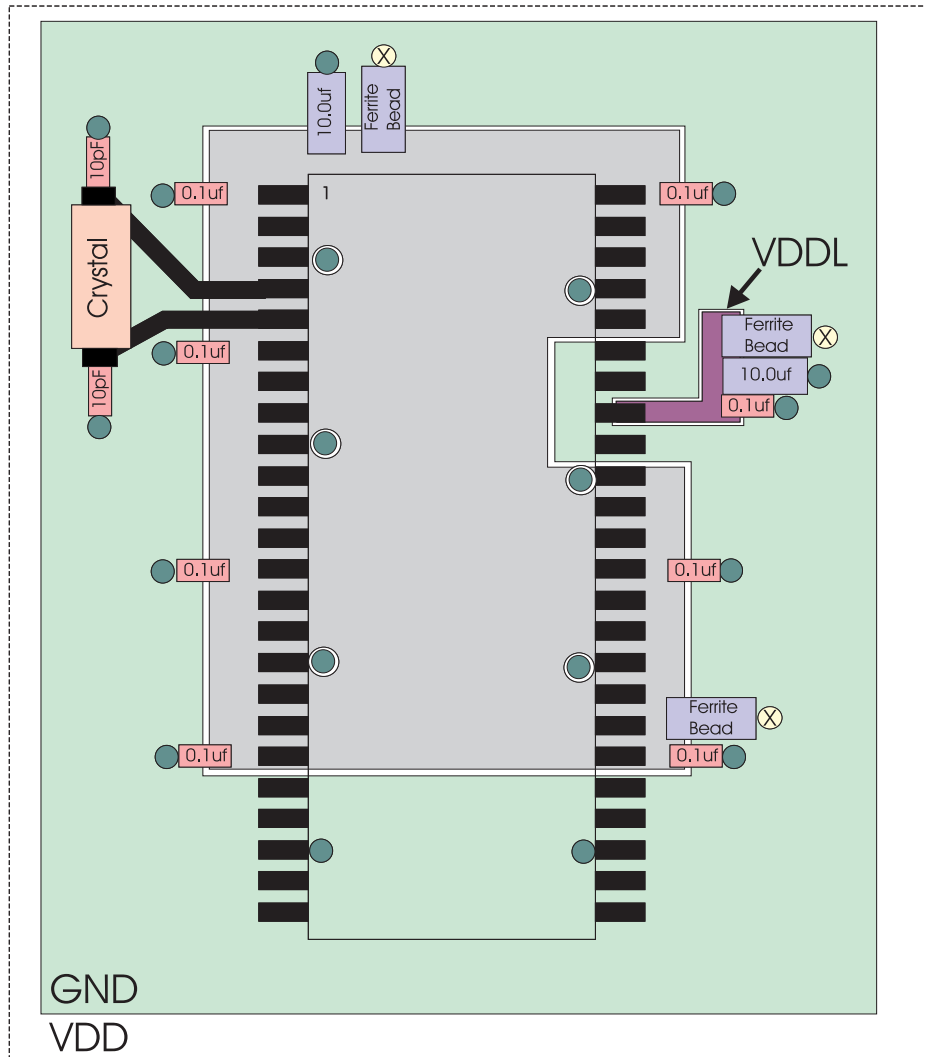 10.0uf
X
Ferrite
Bead
10pF
0.1uf
1
0.1uf
Crystal
VDDL
Ferrite
Bead
X
0.1uf
10.0uf
10pF
0.1uf
0.1uf
0.1uf
Ferrite
Bead
X
0.1uf
0.1uf
GND
VDD